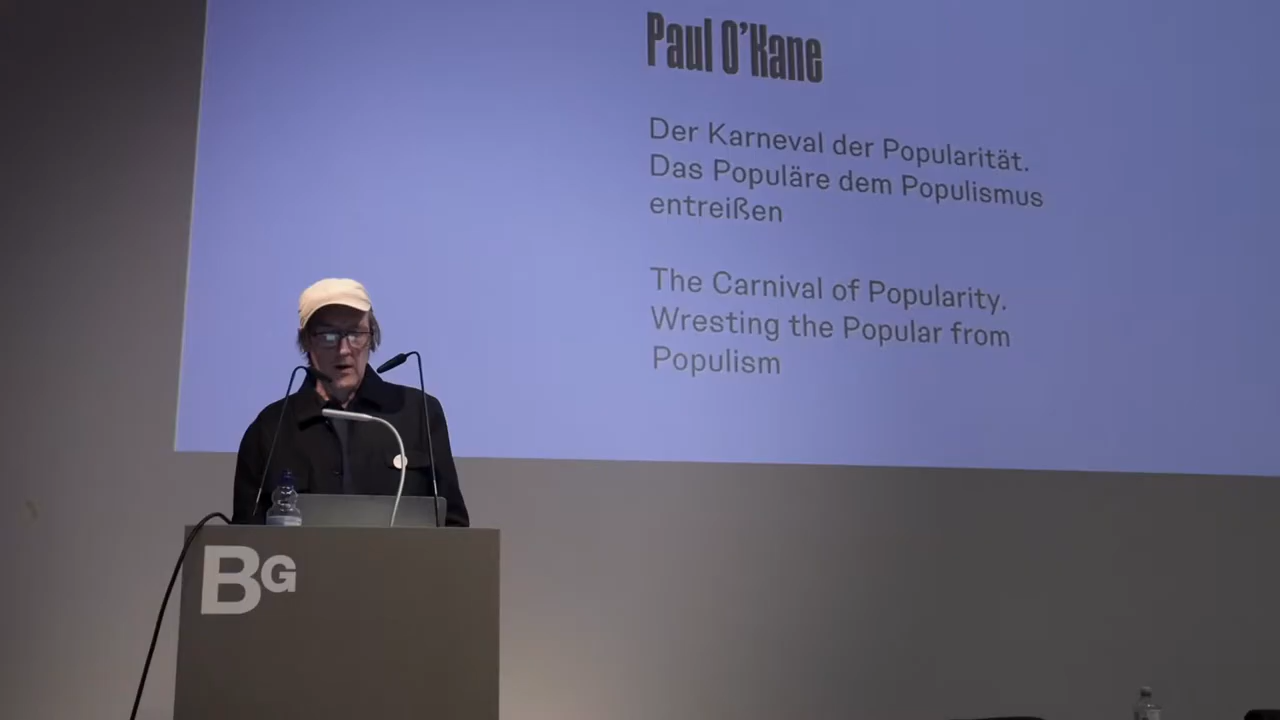 Paul O'Kane
Der Karneval der Popularität.
Das Populäre dem Populismus
entreißen
The Carnival of Popularity.
Wresting the Popular from
Populism
BG